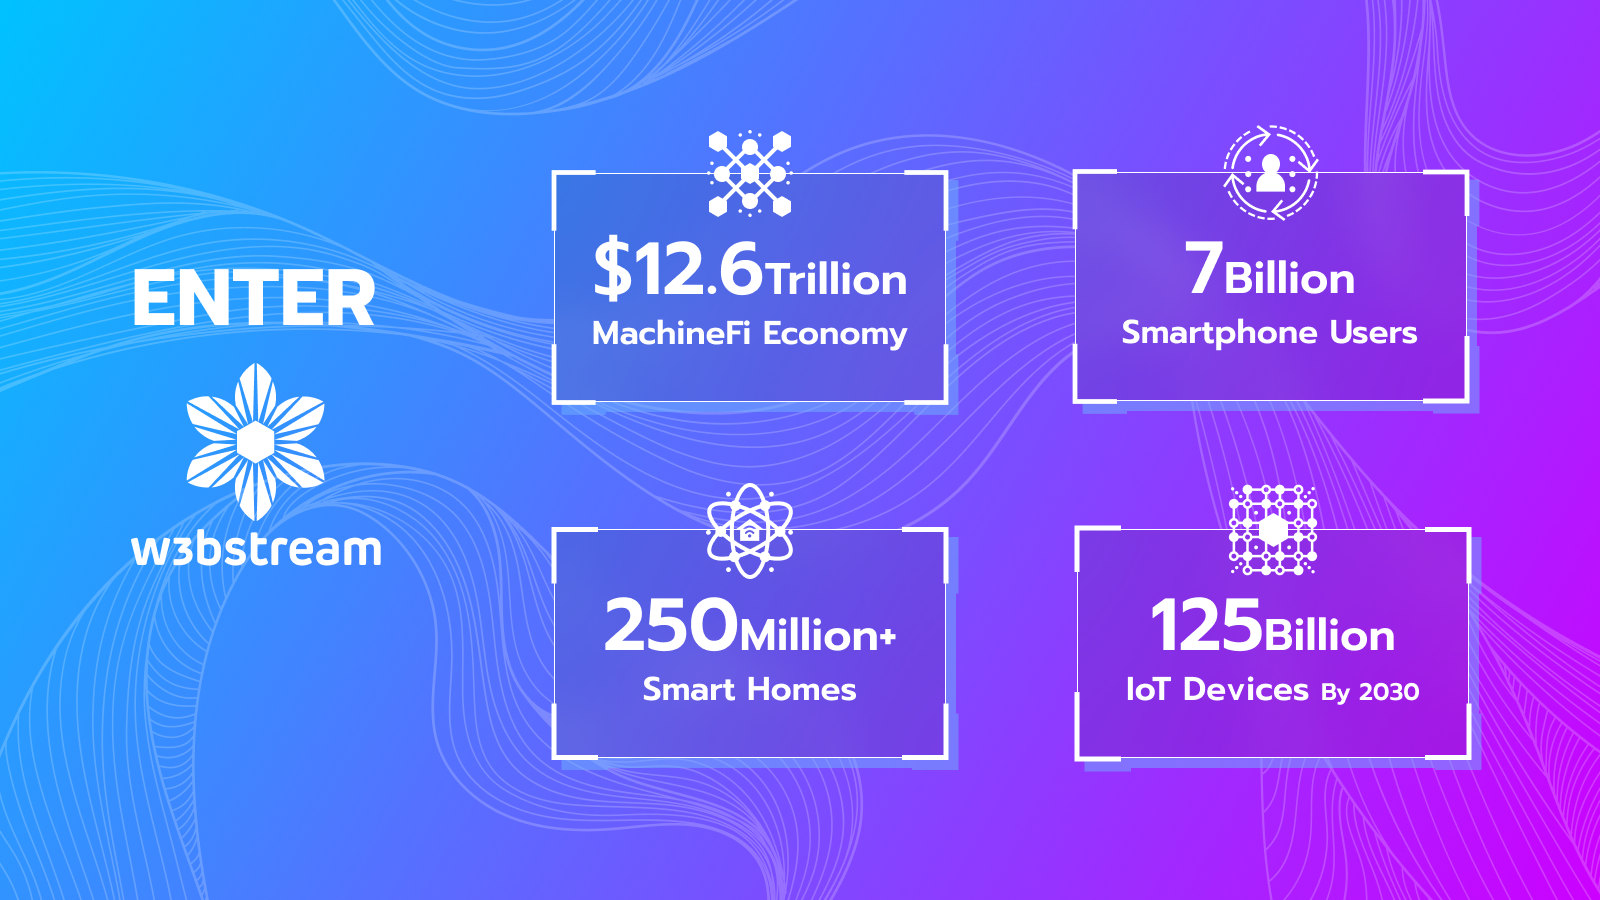 ENTER
w3bstream
$12.6Trillion
MachineFi Economy
7Billion
Smartphone Users
250Million+
Smart Homes
125Billion
IoT Devices By 2030